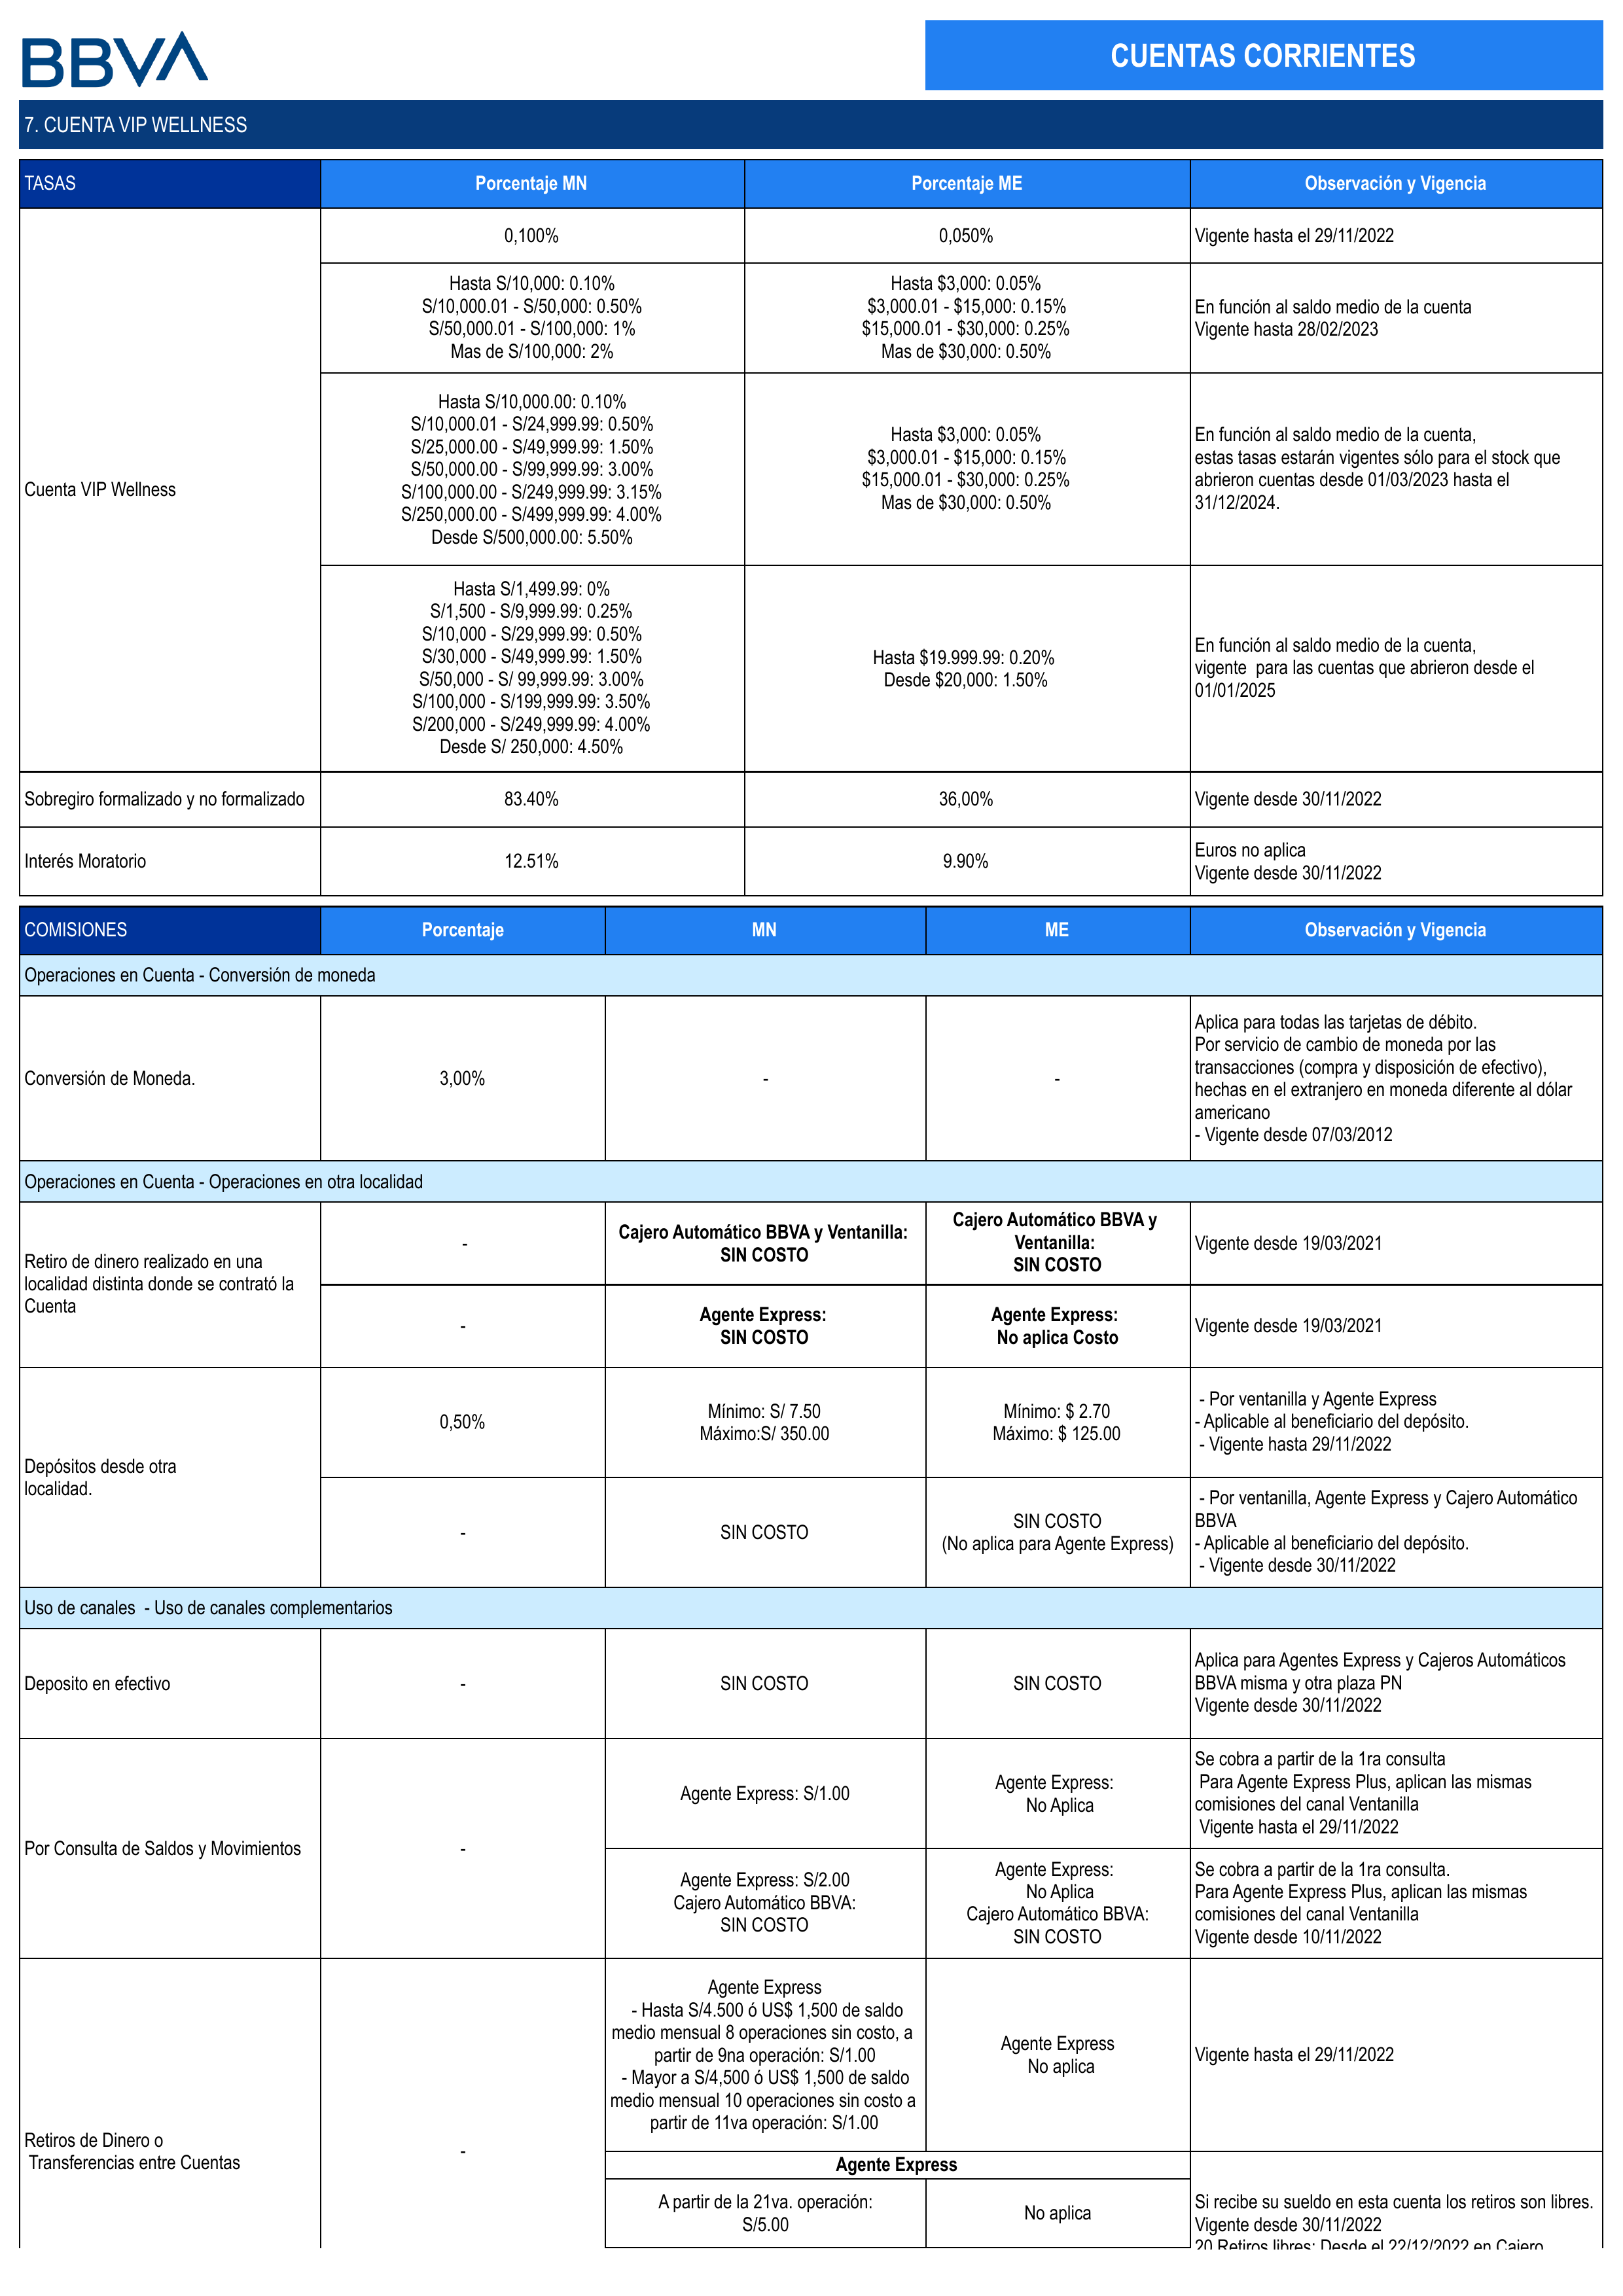 BBVA
CUENTAS CORRIENTES
7. CUENTA VIP WELLNESS
TASAS
Porcentaje MN
Porcentaje ME
Observación y Vigencia
Cuenta VIP Wellness
0,100%
0,050%
Vigente hasta el 29/11/2022
Hasta S/10,000: 0.10%
S/10,000.01 - S/50,000: 0.50%
S/50,000.01 - S/100,000: 1%
Mas de S/100,000: 2%
Hasta $3,000: 0.05%
$3,000.01 - $15,000: 0.15%
$15,000.01 - $30,000: 0.25%
Mas de $30,000: 0.50%
En función al saldo medio de la cuenta
Vigente hasta 28/02/2023
Hasta S/10,000.00: 0.10%
S/10,000.01 - S/24,999.99: 0.50%
S/25,000.00 - S/49,999.99: 1.50%
S/50,000.00 - S/99,999.99: 3.00%
S/100,000.00 - S/249,999.99: 3.15%
S/250,000.00 - S/499,999.99: 4.00%
Desde S/500,000.00: 5.50%
Hasta $3,000: 0.05%
$3,000.01 - $15,000: 0.15%
$15,000.01 - $30,000: 0.25%
Mas de $30,000: 0.50%
En función al saldo medio de la cuenta,
estas tasas estarán vigentes sólo para el stock que
abrieron cuentas desde 01/03/2023 hasta el
31/12/2024.
Hasta S/1,499.99: 0%
S/1,500 - S/9,999.99: 0.25%
S/10,000 - S/29,999.99: 0.50%
S/30,000 - S/49,999.99: 1.50%
S/50,000 - S/ 99,999.99: 3.00%
S/100,000 - S/199,999.99: 3.50%
S/200,000 - S/249,999.99: 4.00%
Desde S/ 250,000: 4.50%
Hasta $19.999.99: 0.20%
Desde $20,000: 1.50%
En función al saldo medio de la cuenta,
vigente  para las cuentas que abrieron desde el
01/01/2025
Sobregiro formalizado y no formalizado
83.40%
36,00%
Vigente desde 30/11/2022
Interés Moratorio
12.51%
9.90%
Euros no aplica
Vigente desde 30/11/2022
COMISIONES
Porcentaje
MN
ME
Observación y Vigencia
Operaciones en Cuenta - Conversión de moneda
Conversión de Moneda.
3,00%
-
-
Aplica para todas las tarjetas de débito.
Por servicio de cambio de moneda por las
transacciones (compra y disposición de efectivo),
hechas en el extranjero en moneda diferente al dólar
americano
- Vigente desde 07/03/2012
Operaciones en Cuenta - Operaciones en otra localidad
Retiro de dinero realizado en una
localidad distinta donde se contrató la
Cuenta
-
Cajero Automático BBVA y Ventanilla:
SIN COSTO
Cajero Automático BBVA y
Ventanilla:
SIN COSTO
Vigente desde 19/03/2021
-
Agente Express:
SIN COSTO
Agente Express:
No aplica Costo
Vigente desde 19/03/2021
Depósitos desde otra
localidad.
0,50%
Mínimo: S/ 7.50
Máximo:S/ 350.00
Mínimo: $ 2.70
Máximo: $ 125.00
- Por ventanilla y Agente Express
- Aplicable al beneficiario del depósito.
- Vigente hasta 29/11/2022
-
SIN COSTO
SIN COSTO
(No aplica para Agente Express)
- Por ventanilla, Agente Express y Cajero Automático
BBVA
- Aplicable al beneficiario del depósito.
- Vigente desde 30/11/2022
Uso de canales  - Uso de canales complementarios
Deposito en efectivo
-
SIN COSTO
SIN COSTO
Aplica para Agentes Express y Cajeros Automáticos
BBVA misma y otra plaza PN
Vigente desde 30/11/2022
Por Consulta de Saldos y Movimientos
-
Agente Express: S/1.00
Agente Express:
No Aplica
Se cobra a partir de la 1ra consulta
Para Agente Express Plus, aplican las mismas
comisiones del canal Ventanilla
Vigente hasta el 29/11/2022
Agente Express: S/2.00
Cajero Automático BBVA:
SIN COSTO
Agente Express:
No Aplica
Cajero Automático BBVA:
SIN COSTO
Se cobra a partir de la 1ra consulta.
Para Agente Express Plus, aplican las mismas
comisiones del canal Ventanilla
Vigente desde 10/11/2022
Retiros de Dinero o
Transferencias entre Cuentas
-
Agente Express
- Hasta S/4.500 ó US$ 1,500 de saldo
medio mensual 8 operaciones sin costo, a
partir de 9na operación: S/1.00
- Mayor a S/4,500 ó US$ 1,500 de saldo
medio mensual 10 operaciones sin costo a
partir de 11va operación: S/1.00
Agente Express
No aplica
Vigente hasta el 29/11/2022
Agente Express
A partir de la 21va. operación:
S/5.00
No aplica
Si recibe su sueldo en esta cuenta los retiros son libres.
Vigente desde 30/11/2022
20 Retiros libres: Desde el 22/12/2022 en Cajero